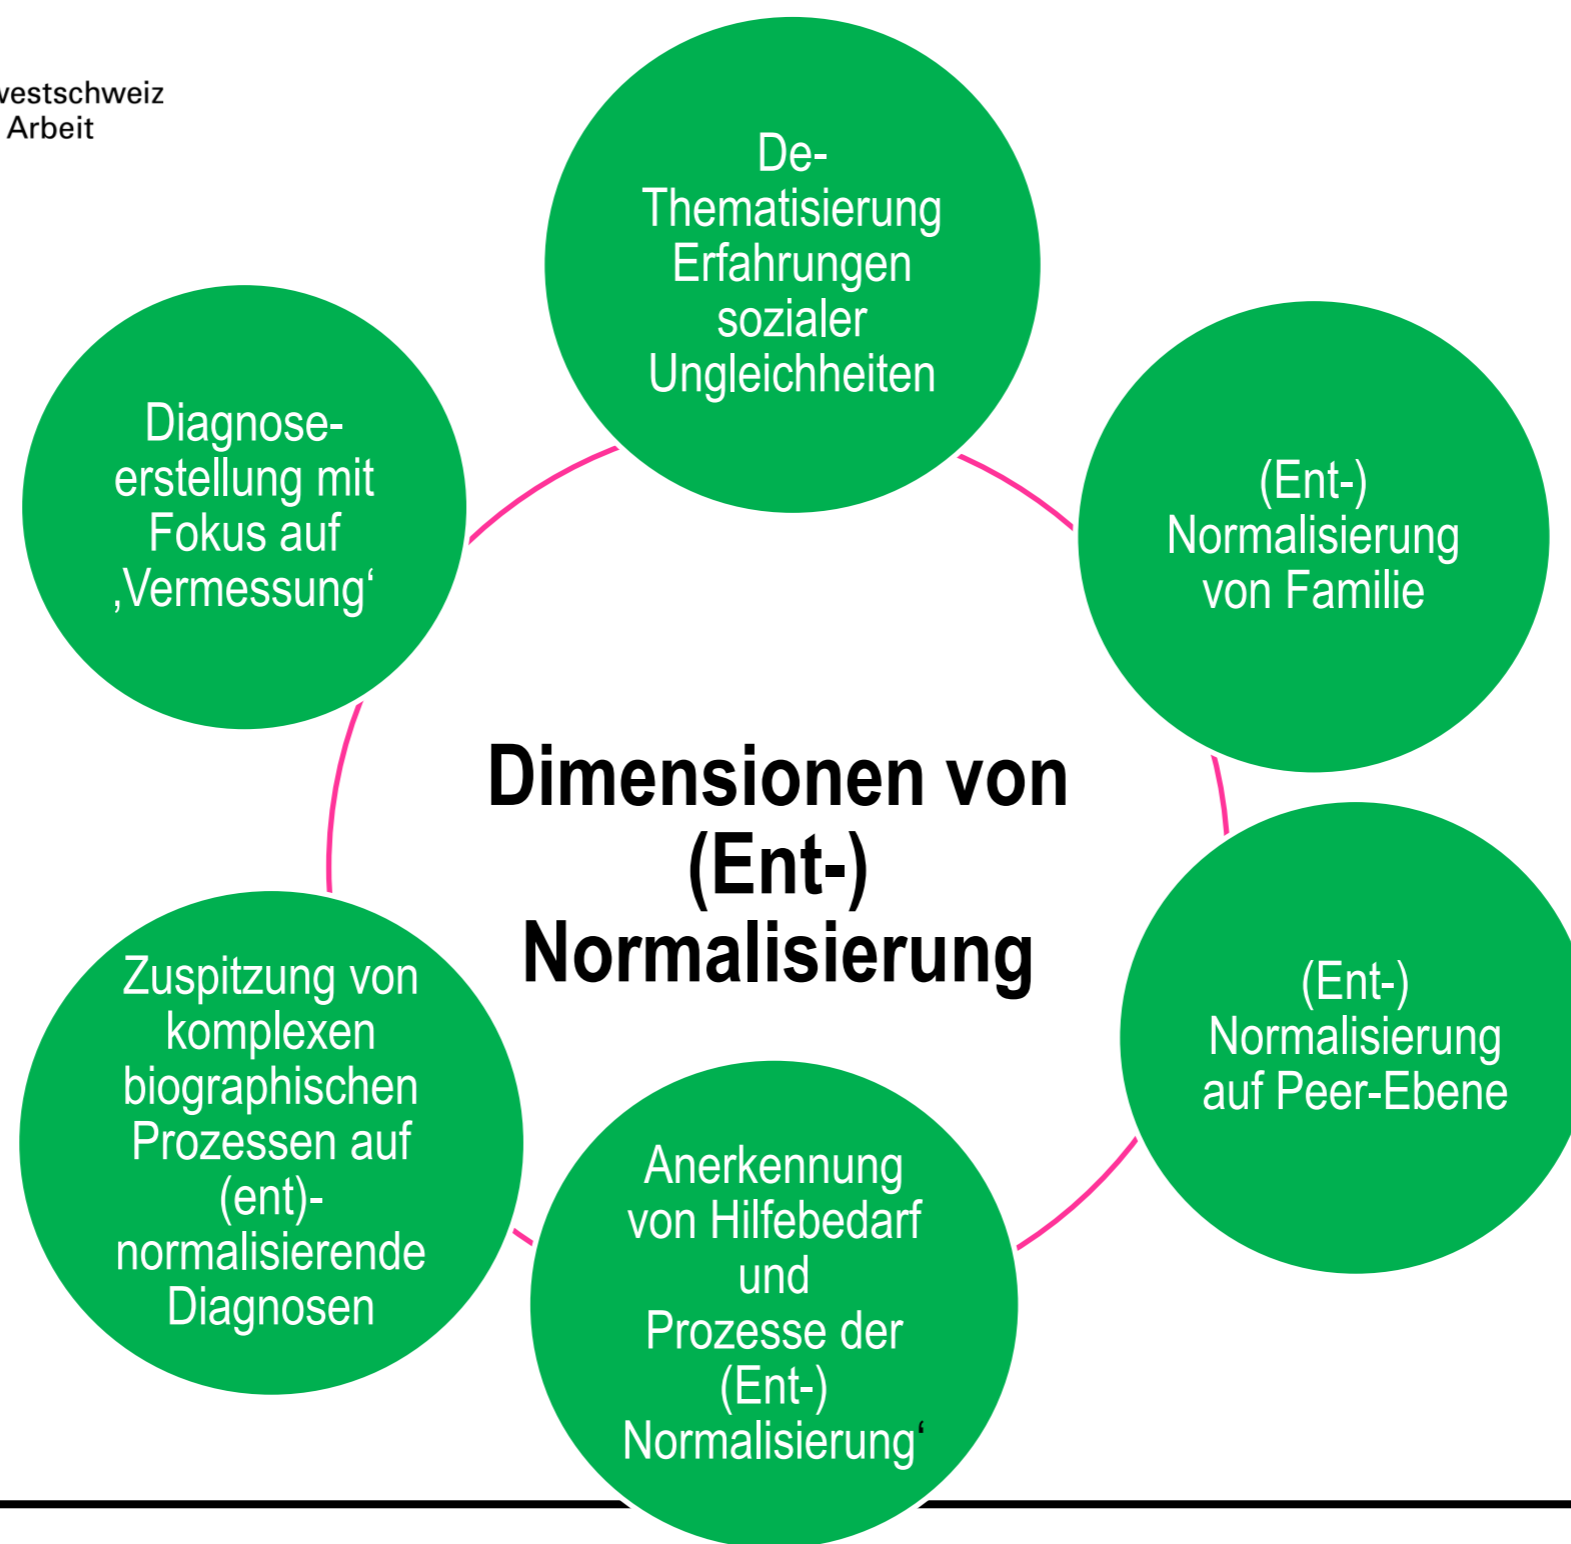 westschweiz
Arbeit
De-
Thematisierung
Erfahrungen
sozialer
Ungleichheiten
(Ent-)
Normalisierung
von Familie
(Ent-)
Normalisierung
auf Peer-Ebene
Anerkennung
von Hilfebedarf
und
Prozesse der
(Ent-)
Normalisierung‘
Zuspitzung von
komplexen
biographischen
Prozessen auf
(ent)-
normalisierende
Diagnosen
Diagnose-
erstellung mit
Fokus auf
‚Vermessung‘
Dimensionen von
(Ent-)
Normalisierung